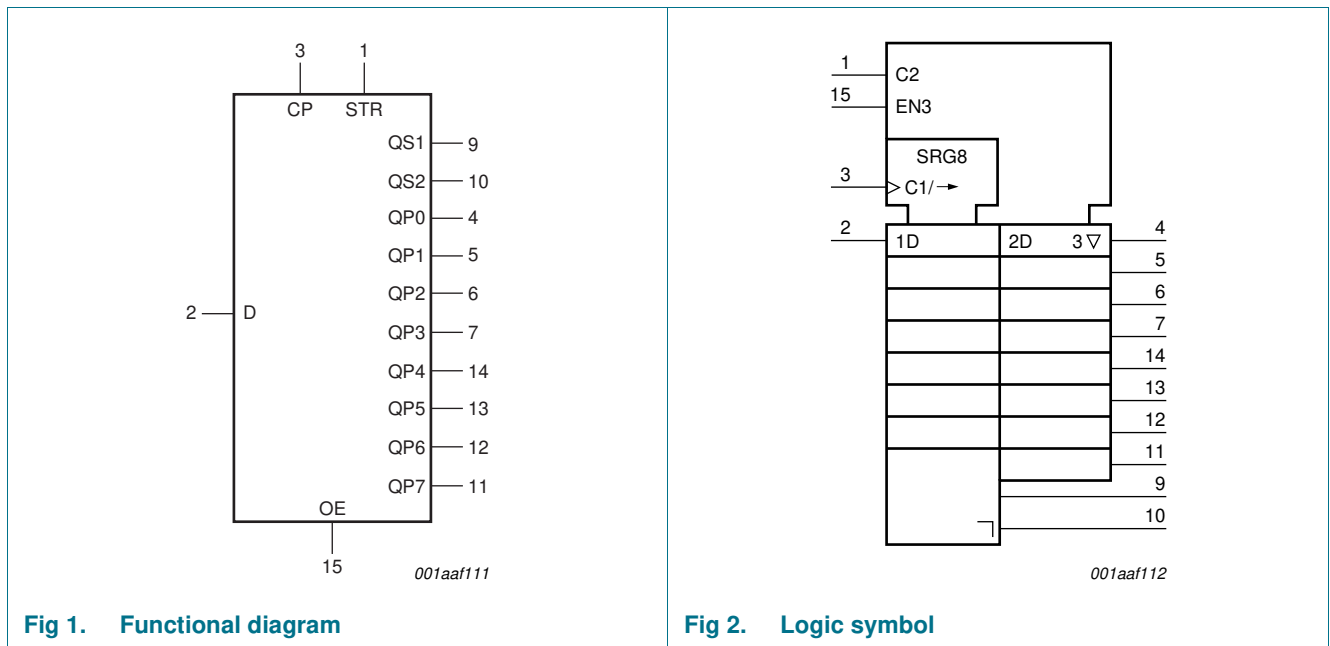 3 1
CP STR
QS1 9
QS2 10
QP0 4
QP1 5
QP2 6
2 D
QP3 7
QP4 14
QP5 13
QP6 12
QP7 11
OE
15
001aaf111
Fig 1. Functional diagram
1 C2
15 EN3
SRG8
3 C1/→
2 1D 2D 3 ▽ 4
5
6
7
14
13
12
11
9
10
001aaf112
Fig 2. Logic symbol